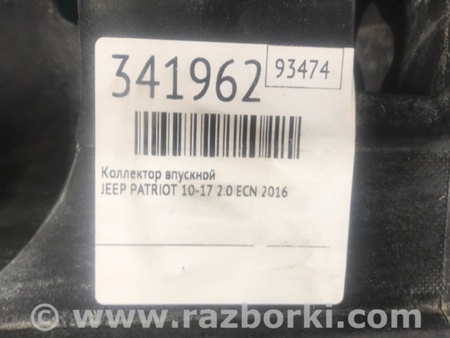 341962
93474
Коллектор впускной
JEEP PATRIOT 10-17 2.0 ECN 2016
www.razborki.com